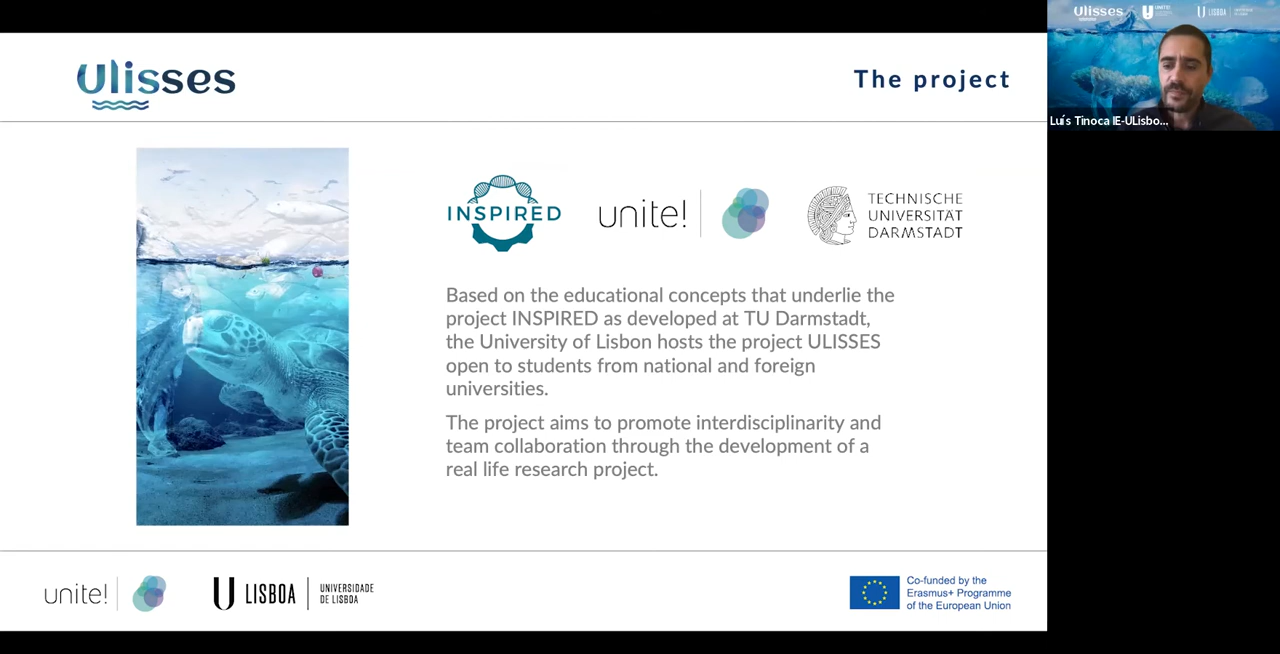 Ulisses
The project
INSPIRED
unite!
TECHNISCHE
UNIVERSITÄT
DARMSTADT
Based on the educational concepts that underlie the
project INSPIRED as developed at TU Darmstadt,
the University of Lisbon hosts the project ULISSES
open to students from national and foreign
universities.
The project aims to promote interdisciplinarity and
team collaboration through the development of a
real life research project.
unite!
U LISBOA
UNIVERSIDADE
DE LISBOA
Co-funded by the
Erasmus+ Programme
of the European Union
Ulisses
UNITE!
U LISBOA
Luís Tinoca IE-ULisbo...